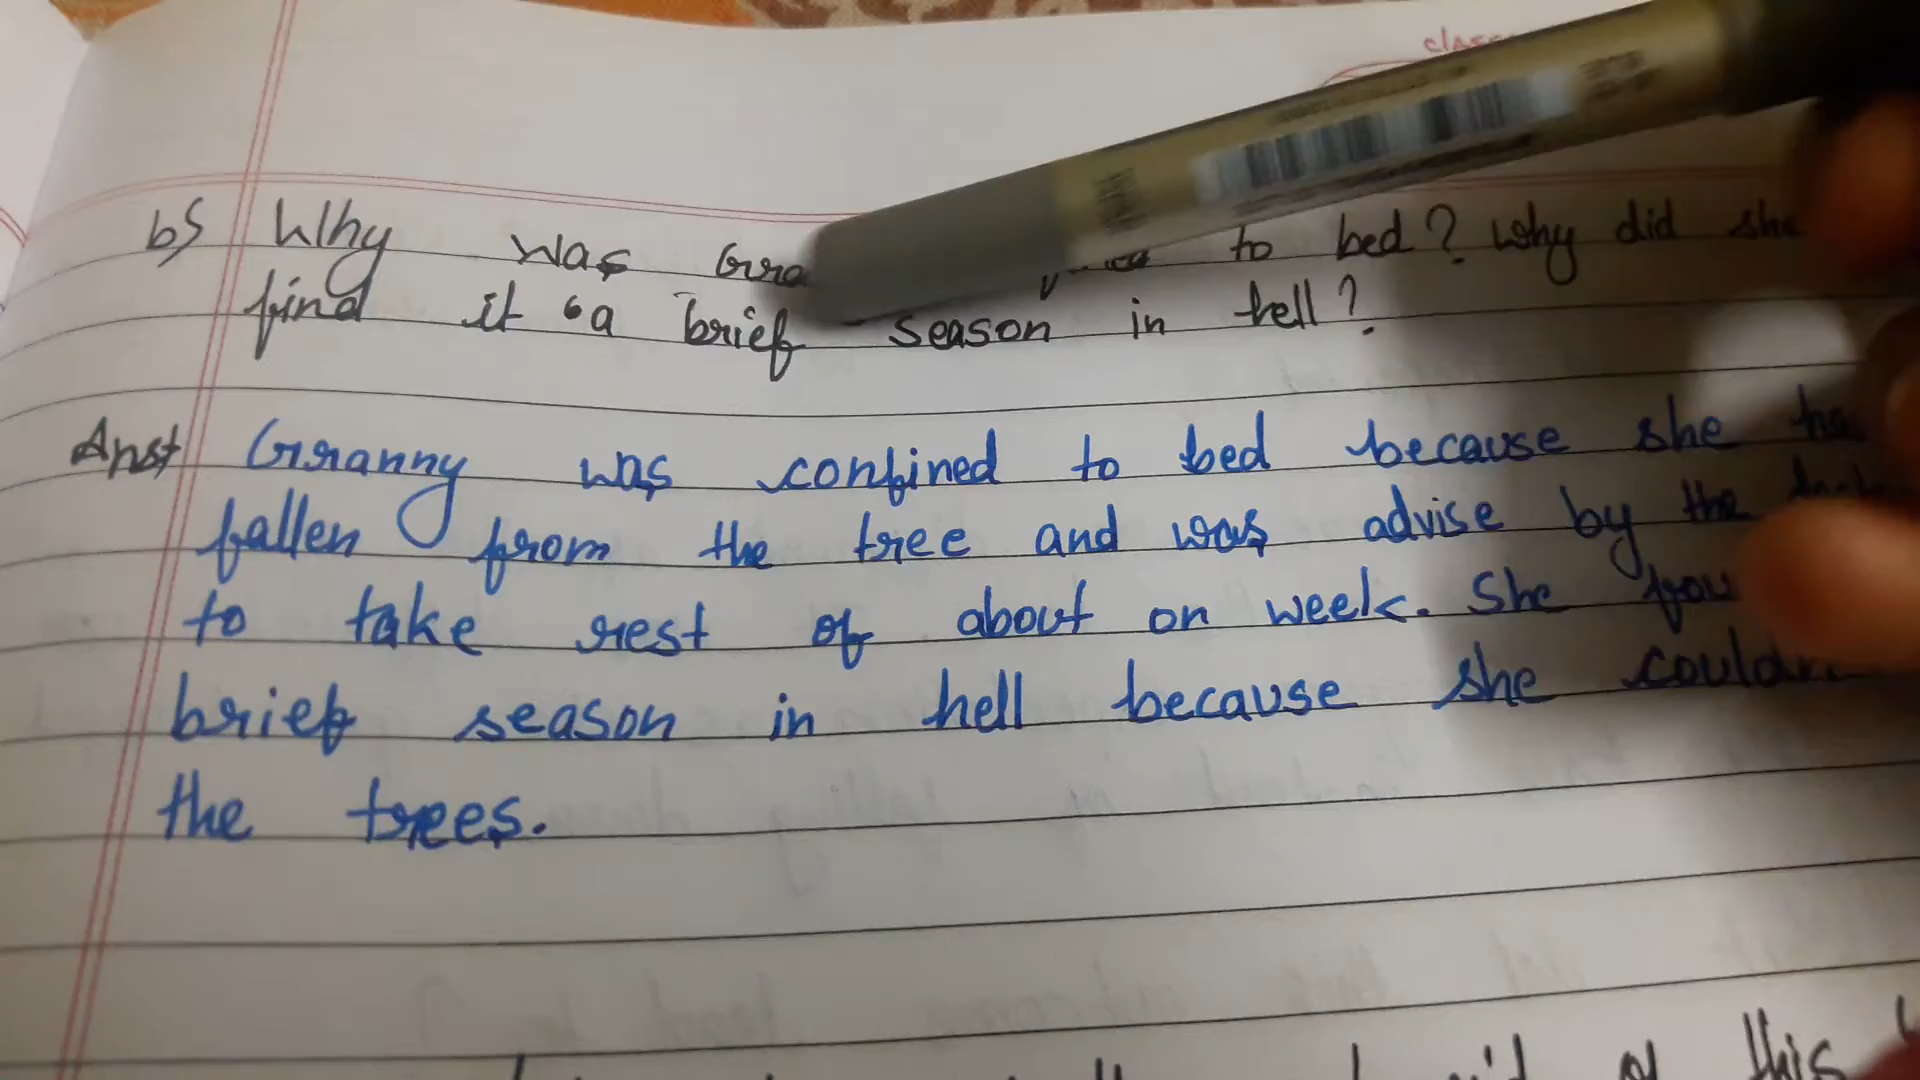 class
b) Why was to bed? why did she
find it 'a brief season in hell?
Ans: Granny was confined to bed because she
fallen from the tree and was advise by the
to take rest of about on week. She
brief season in hell because she
the trees.
this